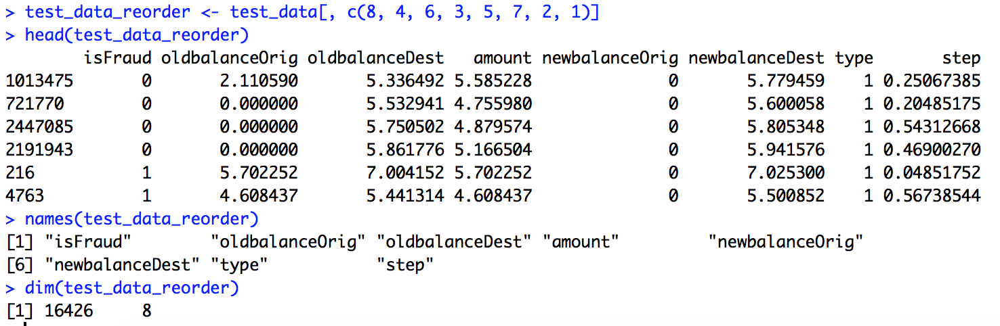 > test_data_reorder <- test_data[, c(8, 4, 6, 3, 5, 7, 2, 1)]
> head(test_data_reorder)
        isFraud oldbalanceOrig oldbalanceDest   amount newbalanceOrig newbalanceDest type       step
1013475       0       2.110590       5.336492 5.585228              0       5.779459    1 0.25067385
721770        0       0.000000       5.532941 4.755980              0       5.600058    1 0.20485175
2447085       0       0.000000       5.750502 4.879574              0       5.805348    1 0.54312668
2191943       0       0.000000       5.861776 5.166504              0       5.941576    1 0.46900270
216           1       5.702252       7.004152 5.702252              0       7.025300    1 0.04851752
4763          1       4.608437       5.441314 4.608437              0       5.500852    1 0.56738544
> names(test_data_reorder)
[1] "isFraud"        "oldbalanceOrig" "oldbalanceDest" "amount"         "newbalanceOrig"
[6] "newbalanceDest" "type"           "step"
> dim(test_data_reorder)
[1] 16426     8